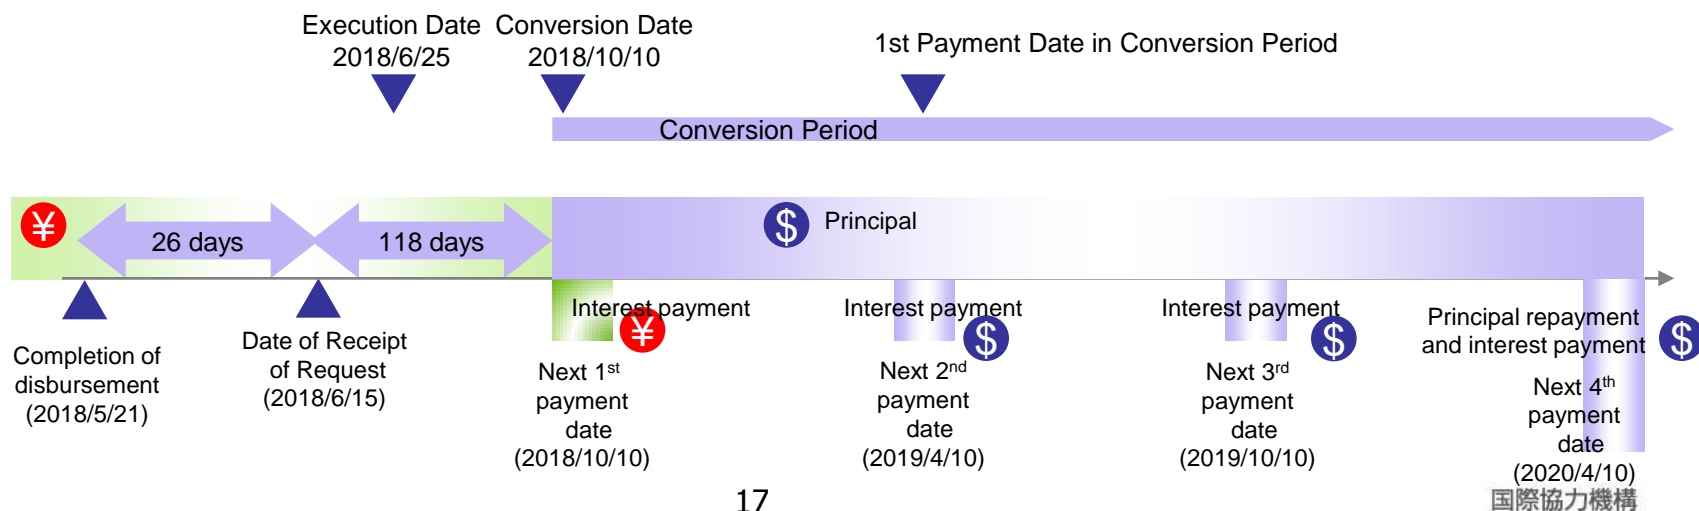 Execution Date
2018/6/25
Conversion Date
2018/10/10
1st Payment Date in Conversion Period
Conversion Period
¥
26 days
118 days
$ Principal
Completion of
disbursement
(2018/5/21)
Date of Receipt
of Request
(2018/6/15)
Interest payment
¥
Next 1st
payment
date
(2018/10/10)
Interest payment
$
Next 2nd
payment
date
(2019/4/10)
Interest payment
$
Next 3rd
payment
date
(2019/10/10)
Principal repayment
and interest payment
$
Next 4th
payment
date
(2020/4/10)
17
国際協力機構